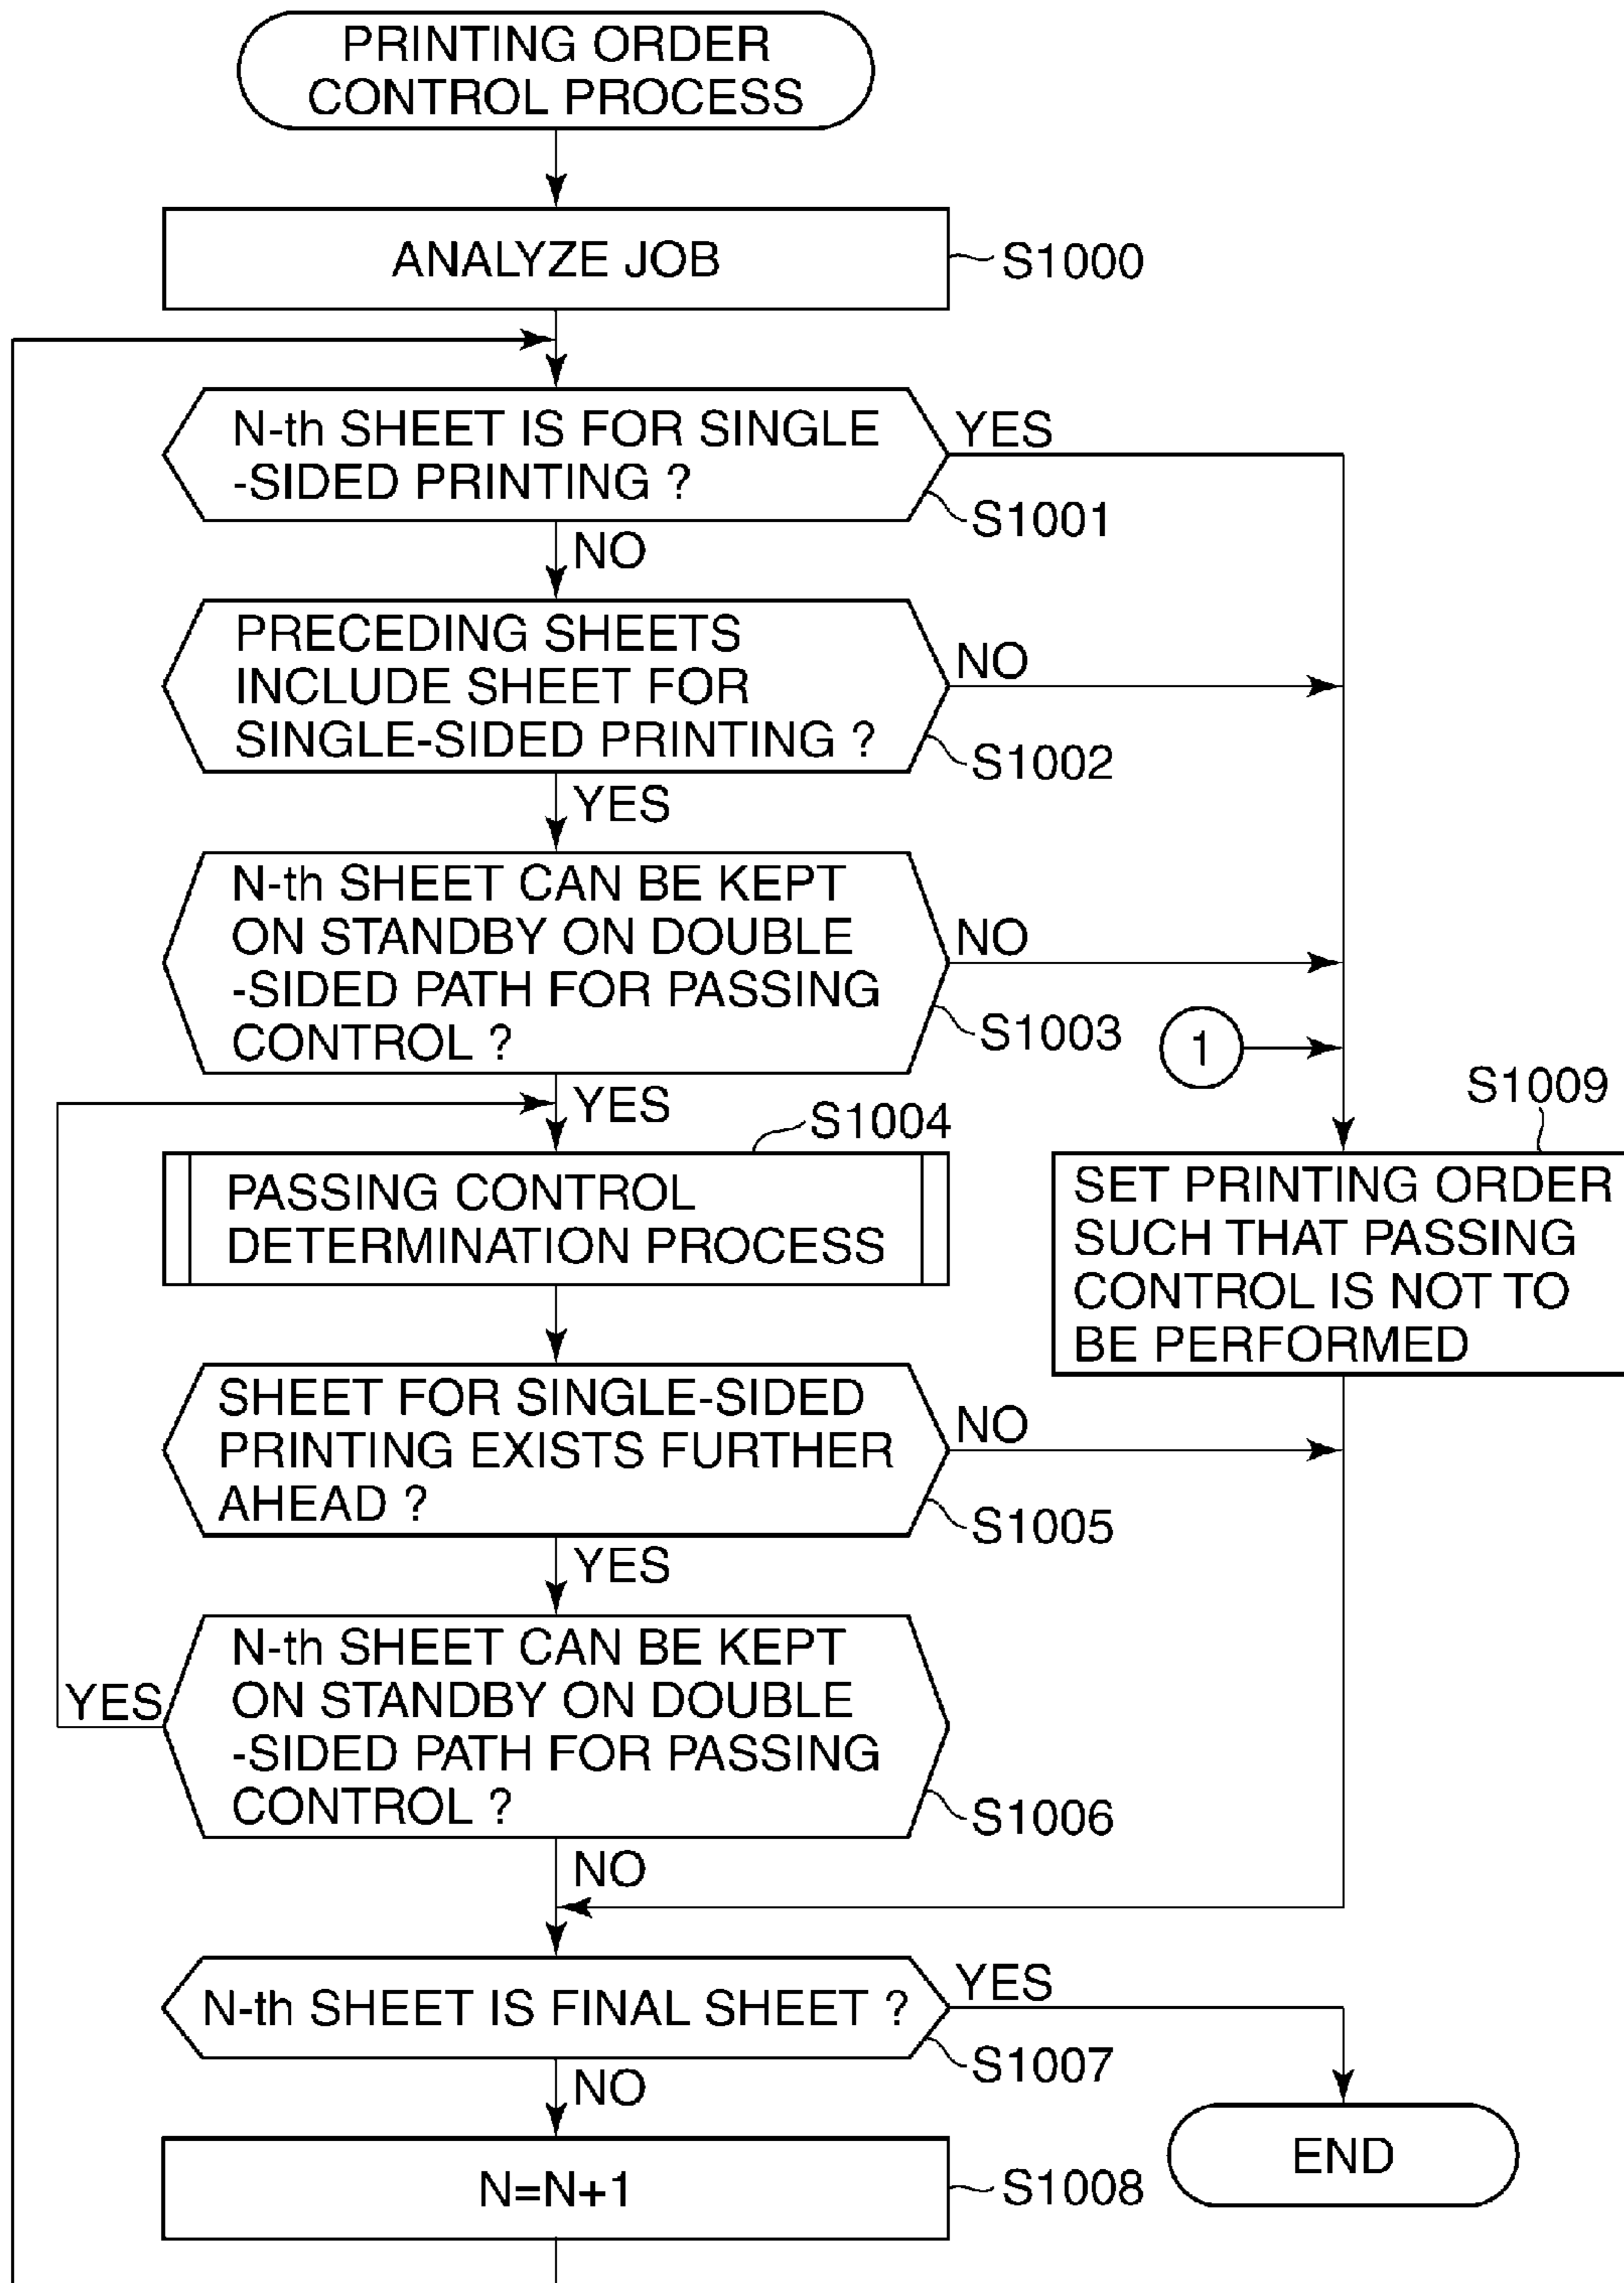 PRINTING ORDER
CONTROL PROCESS
ANALYZE JOB
S1000
N-th SHEET IS FOR SINGLE
-SIDED PRINTING ?
YES
S1001
NO
PRECEDING SHEETS
INCLUDE SHEET FOR
SINGLE-SIDED PRINTING ?
NO
S1002
YES
N-th SHEET CAN BE KEPT
ON STANDBY ON DOUBLE
-SIDED PATH FOR PASSING
CONTROL ?
NO
S1003
1
YES
S1004
S1009
PASSING CONTROL
DETERMINATION PROCESS
SET PRINTING ORDER
SUCH THAT PASSING
CONTROL IS NOT TO
BE PERFORMED
SHEET FOR SINGLE-SIDED
PRINTING EXISTS FURTHER
AHEAD ?
NO
S1005
YES
N-th SHEET CAN BE KEPT
ON STANDBY ON DOUBLE
-SIDED PATH FOR PASSING
CONTROL ?
YES
S1006
NO
N-th SHEET IS FINAL SHEET ?
YES
S1007
NO
N=N+1
S1008
END